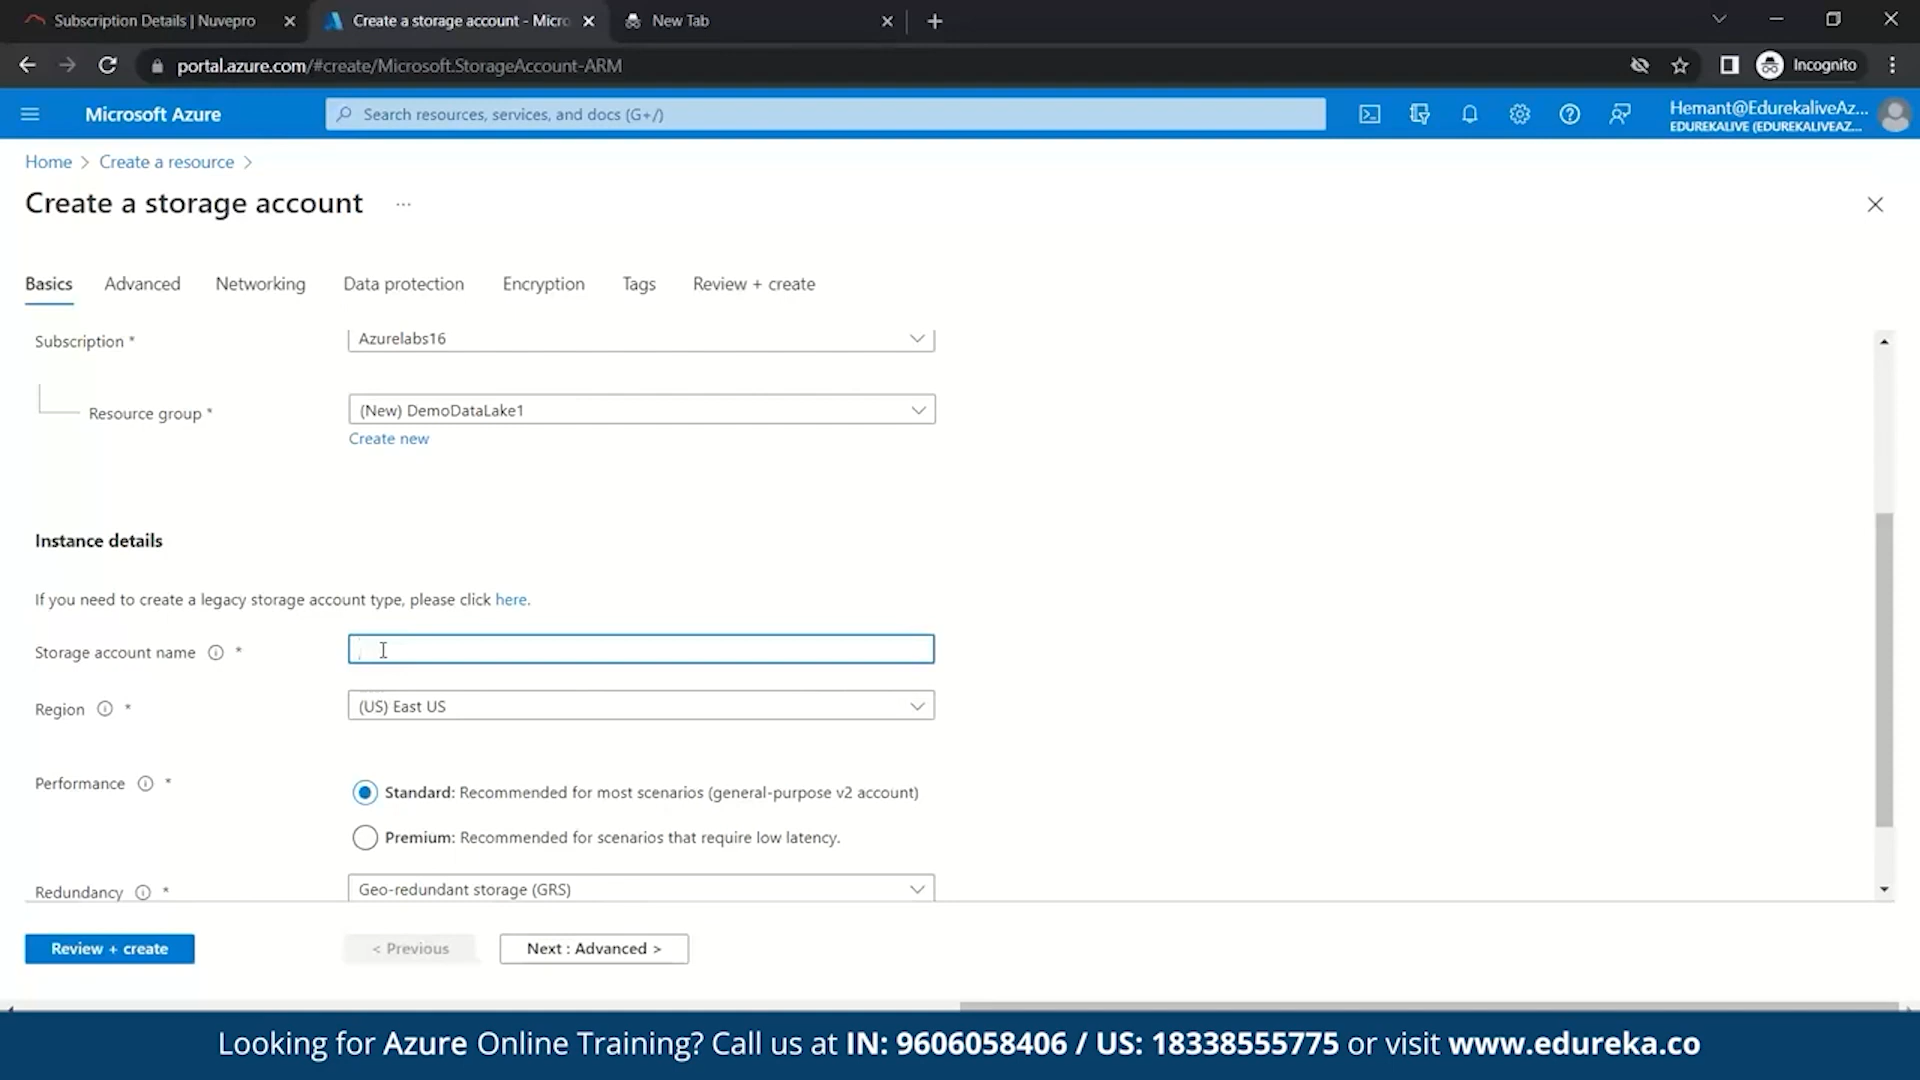 Subscription Details | Nuvepro
Create a storage account - Micro
New Tab
portal.azure.com/#create/Microsoft.StorageAccount-ARM
Incognito
Microsoft Azure
Search resources, services, and docs (G+/)
Hemant@EdurekaliveAz...
EDUREKALIVE (EDUREKALIVEAZ...
Home > Create a resource >
Create a storage account ...
Basics Advanced Networking Data protection Encryption Tags Review + create
Subscription * Azurelabs16
Resource group * (New) DemoDataLake1
Create new
Instance details
If you need to create a legacy storage account type, please click here.
Storage account name *
Region * (US) East US
Performance * Standard: Recommended for most scenarios (general-purpose v2 account)
Premium: Recommended for scenarios that require low latency.
Redundancy * Geo-redundant storage (GRS)
Review + create < Previous Next : Advanced >
Looking for Azure Online Training? Call us at IN: 9606058406 / US: 18338555775 or visit www.edureka.co